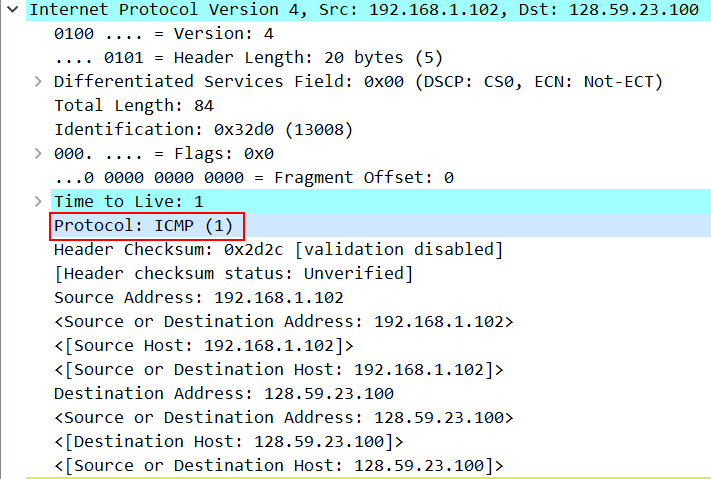 Internet Protocol Version 4, Src: 192.168.1.102, Dst: 128.59.23.100
0100 .... = Version: 4
.... 0101 = Header Length: 20 bytes (5)
Differentiated Services Field: 0x00 (DSCP: CS0, ECN: Not-ECT)
Total Length: 84
Identification: 0x32d0 (13008)
000. .... = Flags: 0x0
...0 0000 0000 0000 = Fragment Offset: 0
Time to Live: 1
Protocol: ICMP (1)
Header Checksum: 0x2d2c [validation disabled]
[Header checksum status: Unverified]
Source Address: 192.168.1.102
<Source or Destination Address: 192.168.1.102>
<[Source Host: 192.168.1.102]>
<[Source or Destination Host: 192.168.1.102]>
Destination Address: 128.59.23.100
<Source or Destination Address: 128.59.23.100>
<[Destination Host: 128.59.23.100]>
<[Source or Destination Host: 128.59.23.100]>